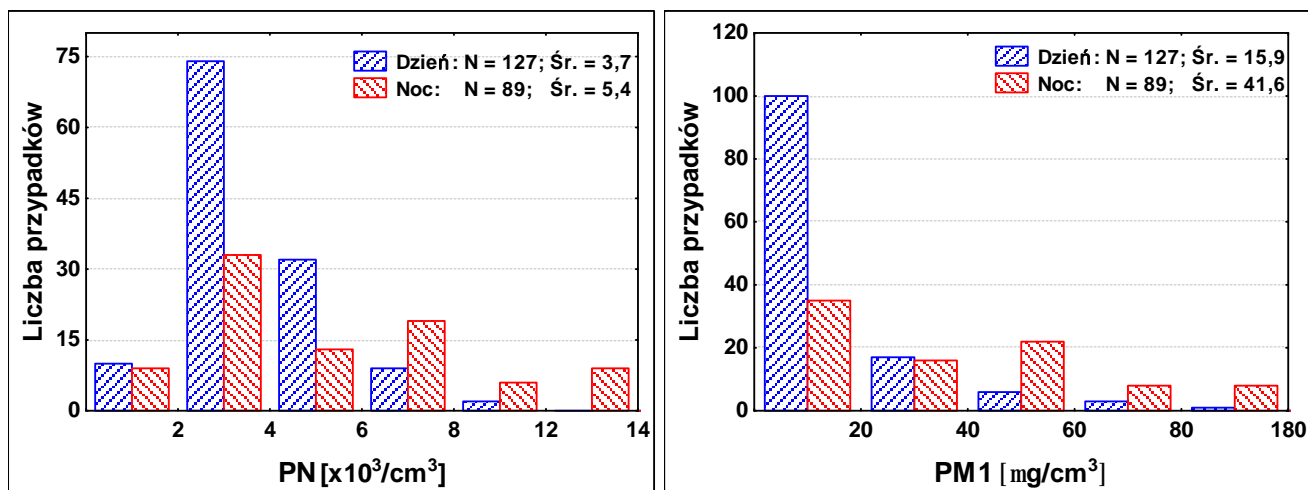 75
60
45
30
15
0
Liczba przypadków
Dzień: N = 127; Śr. = 3,7
Noc: N = 89; Śr. = 5,4
2 4 6 8 12 14
PN [x10³/cm³]
120
100
80
60
40
20
0
Liczba przypadków
Dzień: N = 127; Śr. = 15,9
Noc: N = 89; Śr. = 41,6
20 40 60 80 180
PM1 [mg/cm³]